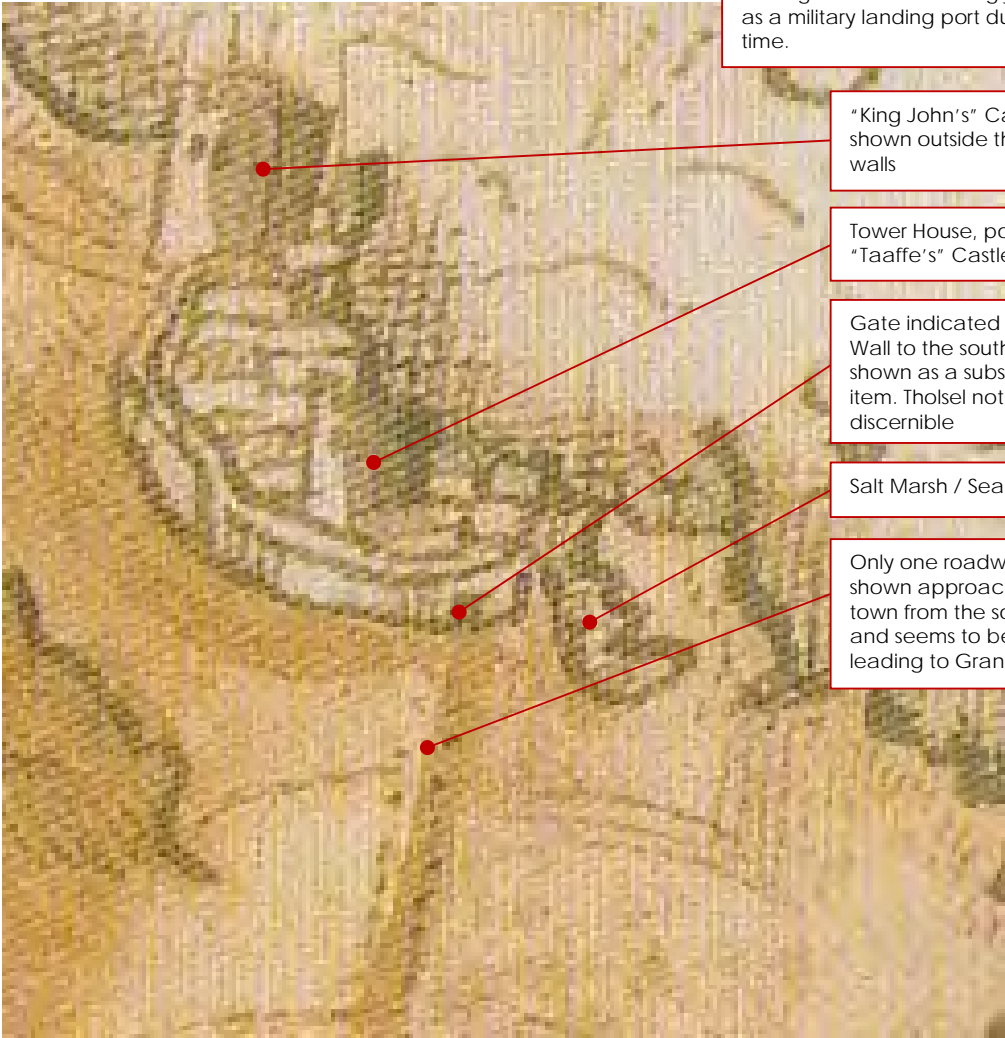 as a military landing port du
time.
“King John’s” Ca
shown outside th
walls
Tower House, po
“Taaffe’s” Castle
Gate indicated
Wall to the south
shown as a subs
item. Tholsel not
discernible
Salt Marsh / Sea
Only one roadw
shown approac
town from the so
and seems to be
leading to Gran